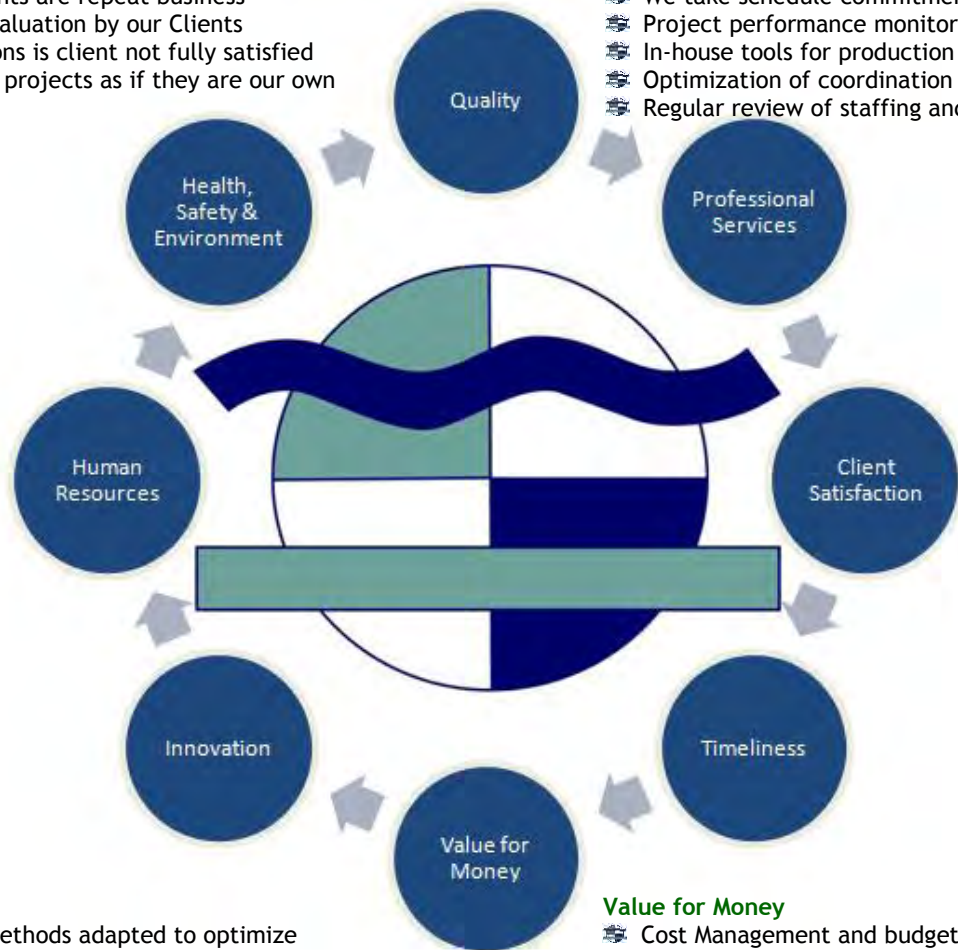 nts are repeat business
aluation by our Clients
ons is client not fully satisfied
projects as if they are our own
We take schedule commitme
Project performance monitor
In-house tools for production
Optimization of coordination
Regular review of staffing and
Quality
Professional
Services
Client
Satisfaction
Timeliness
Value for
Money
Innovation
Human
Resources
Health,
Safety &
Environment
ethods adapted to optimize
Value for Money
Cost Management and budget